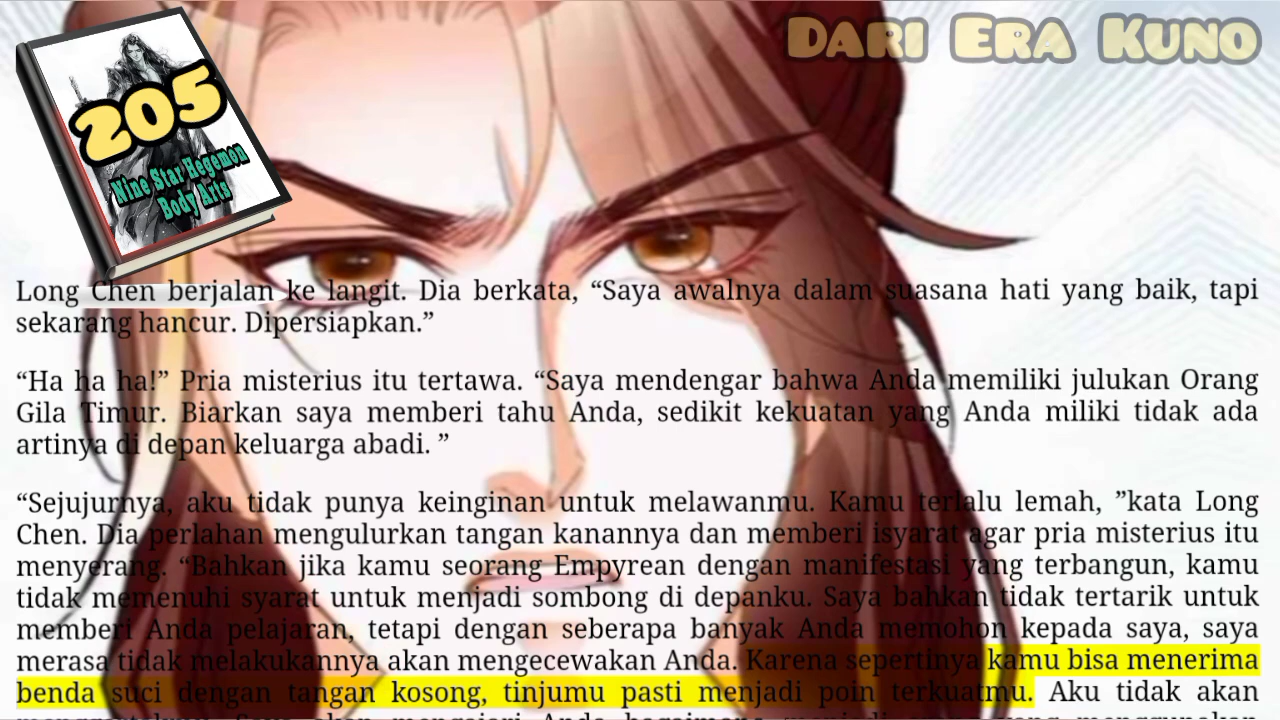 DARI ERA KUNO
205
Nine Star Hegemon
Body Arts
Long Chen berjalan ke langit. Dia berkata, “Saya awalnya dalam suasana hati yang baik, tapi
sekarang hancur. Dipersiapkan.”
“Ha ha ha!” Pria misterius itu tertawa. “Saya mendengar bahwa Anda memiliki julukan Orang
Gila Timur. Biarkan saya memberi tahu Anda, sedikit kekuatan yang Anda miliki tidak ada
artinya di depan keluarga abadi. ”
“Sejujurnya, aku tidak punya keinginan untuk melawanmu. Kamu terlalu lemah, ”kata Long
Chen. Dia perlahan mengulurkan tangan kanannya dan memberi isyarat agar pria misterius itu
menyerang. “Bahkan jika kamu seorang Empyrean dengan manifestasi yang terbangun, kamu
tidak memenuhi syarat untuk menjadi sombong di depanku. Saya bahkan tidak tertarik untuk
memberi Anda pelajaran, tetapi dengan seberapa banyak Anda memohon kepada saya, saya
merasa tidak melakukannya akan mengecewakan Anda. Karena sepertinya kamu bisa menerima
benda suci dengan tangan kosong, tinjumu pasti menjadi poin terkuatmu. Aku tidak akan